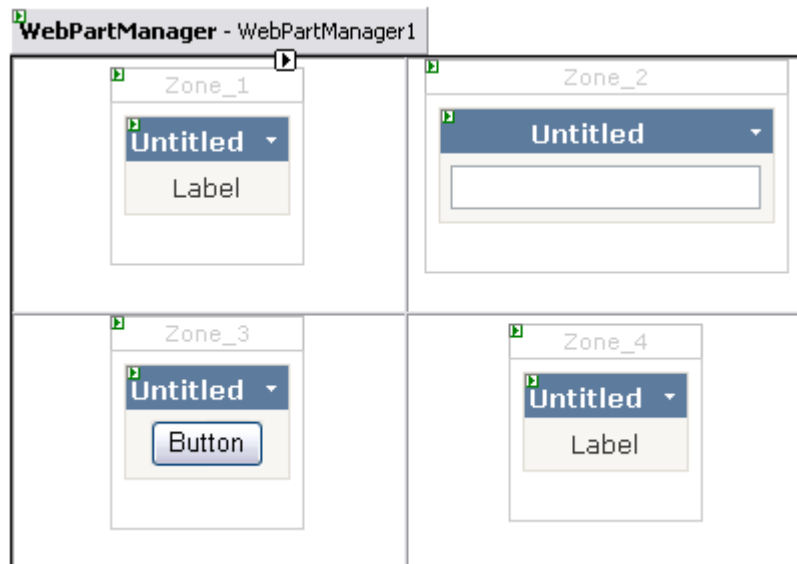 WebPartManager - WebPartManager1
Zone_1
Untitled
Label
Zone_2
Untitled
Zone_3
Untitled
Button
Zone_4
Untitled
Label